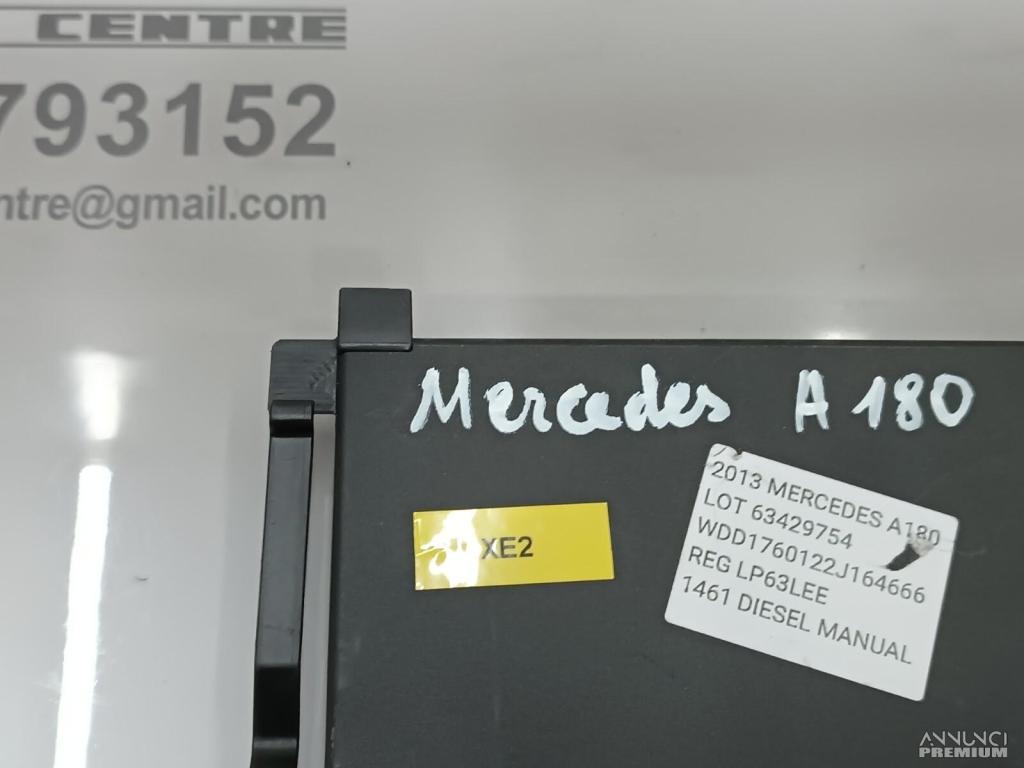 CENTRE
793152
ntre@gmail.com
Mercedes A 180
2013 MERCEDES A180
LOT 63429754
WDD1760122J164666
REG LP63LEE
1461 DIESEL MANUAL
XE2
ANNUNCI
PREMIUM